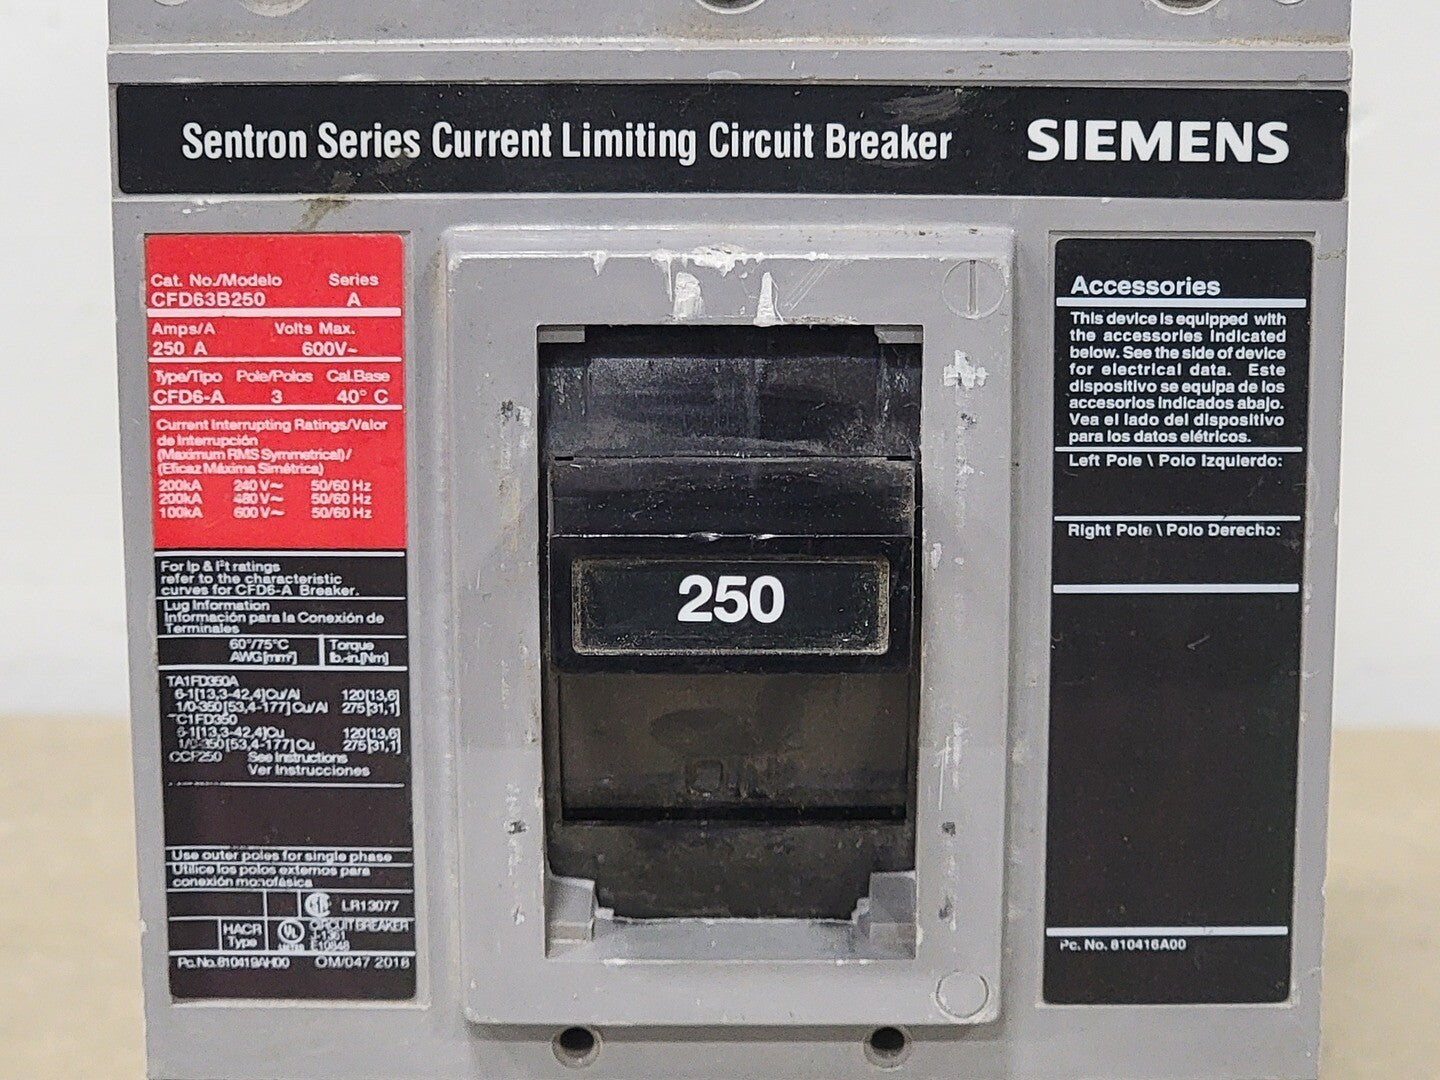 Sentron Series Current Limiting Circuit Breaker SIEMENS
Cat. No./Modelo Series
CFD63B250 A
Amps/A Volts Max.
250 A 600V~
Type/Tipo Pole/Polos Cal.Base
CFD6-A 3 40° C
Current Interrupting Ratings/Valor
de Interrupción
(Maximum RMS Symmetrical)/
(Eficaz Máxima Simétrica)
200kA 240V~ 50/60 Hz
200kA 480V~ 50/60 Hz
100kA 600V~ 50/60 Hz
For Ip & I²t ratings
refer to the characteristic
curves for CFD6-A Breaker.
Lug Information
Información para la Conexión de
Terminales
60°/75°C Torque
AWG[mm²] lb.-in.[Nm]
TA1FD350A
6-1[13,3-42,4]Cu/Al 120[13,6]
1/0-350[53,4-177]Cu/Al 275[31,1]
TC1FD350
6-1[13,3-42,4]Cu 120[13,6]
1/0-350[53,4-177]Cu 275[31,1]
CCF250 See Instructions
Ver Instrucciones
Use outer poles for single phase
Utilice los polos externos para
conexión monofásica
LR13077
HACR
Type
UL
LISTED
CIRCUIT BREAKER
J-1301
E10848
Pc.No.810419AH00 OM/047 2018
250
ON
Accessories
This device is equipped with
the accessories indicated
below. See the side of device
for electrical data. Este
dispositivo se equipa de los
accesorios indicados abajo.
Vea el lado del dispositivo
para los datos elétricos.
Left Pole \ Polo Izquierdo:
Right Pole \ Polo Derecho:
Pc. No. 810416A00